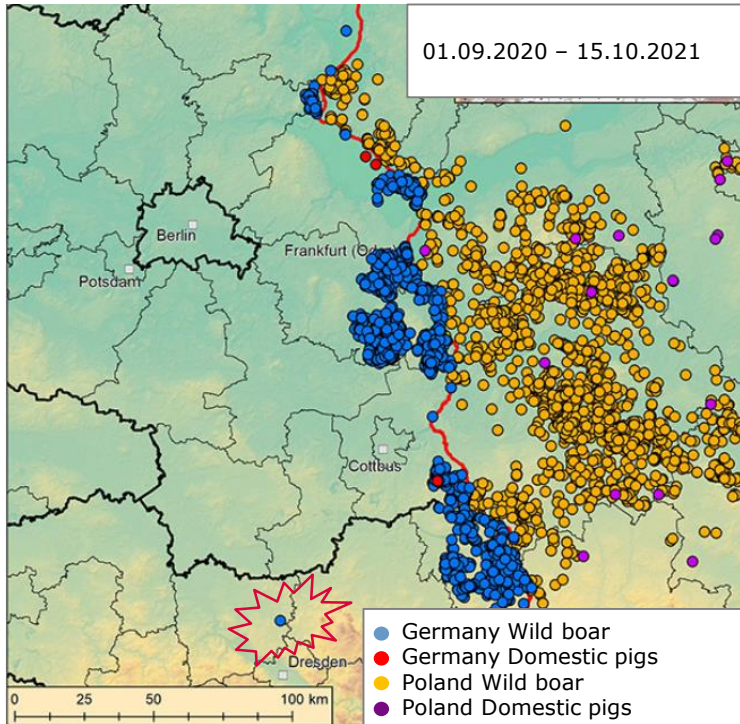 01.09.2020 – 15.10.2021
Berlin
Frankfurt (Oder)
Potsdam
Cottbus
Dresden
Germany Wild boar
Germany Domestic pigs
Poland Wild boar
Poland Domestic pigs
0 25 50 100 km